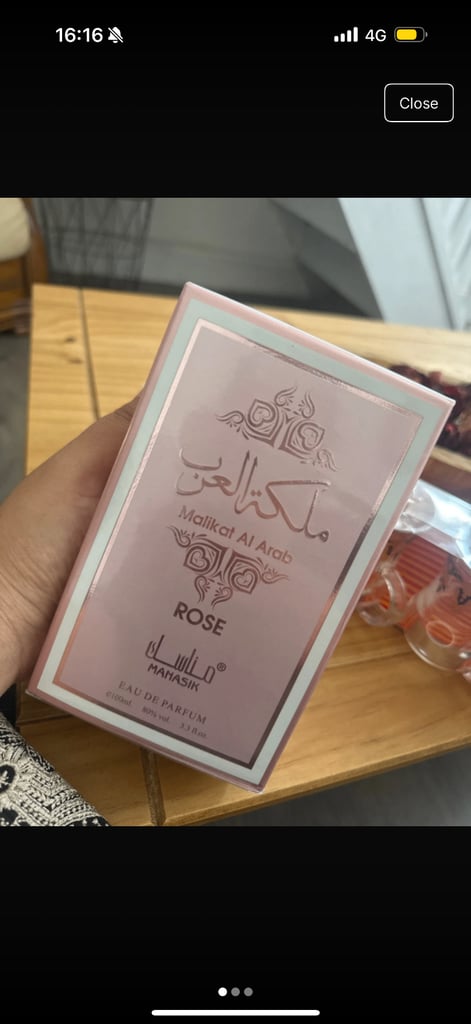 16:16
4G
Close
ملكة العرب
Malikat Al Arab
ROSE
مناسك®
MANASIK
EAU DE PARFUM
℮100ml. 80% vol. 3.3 fl.oz.